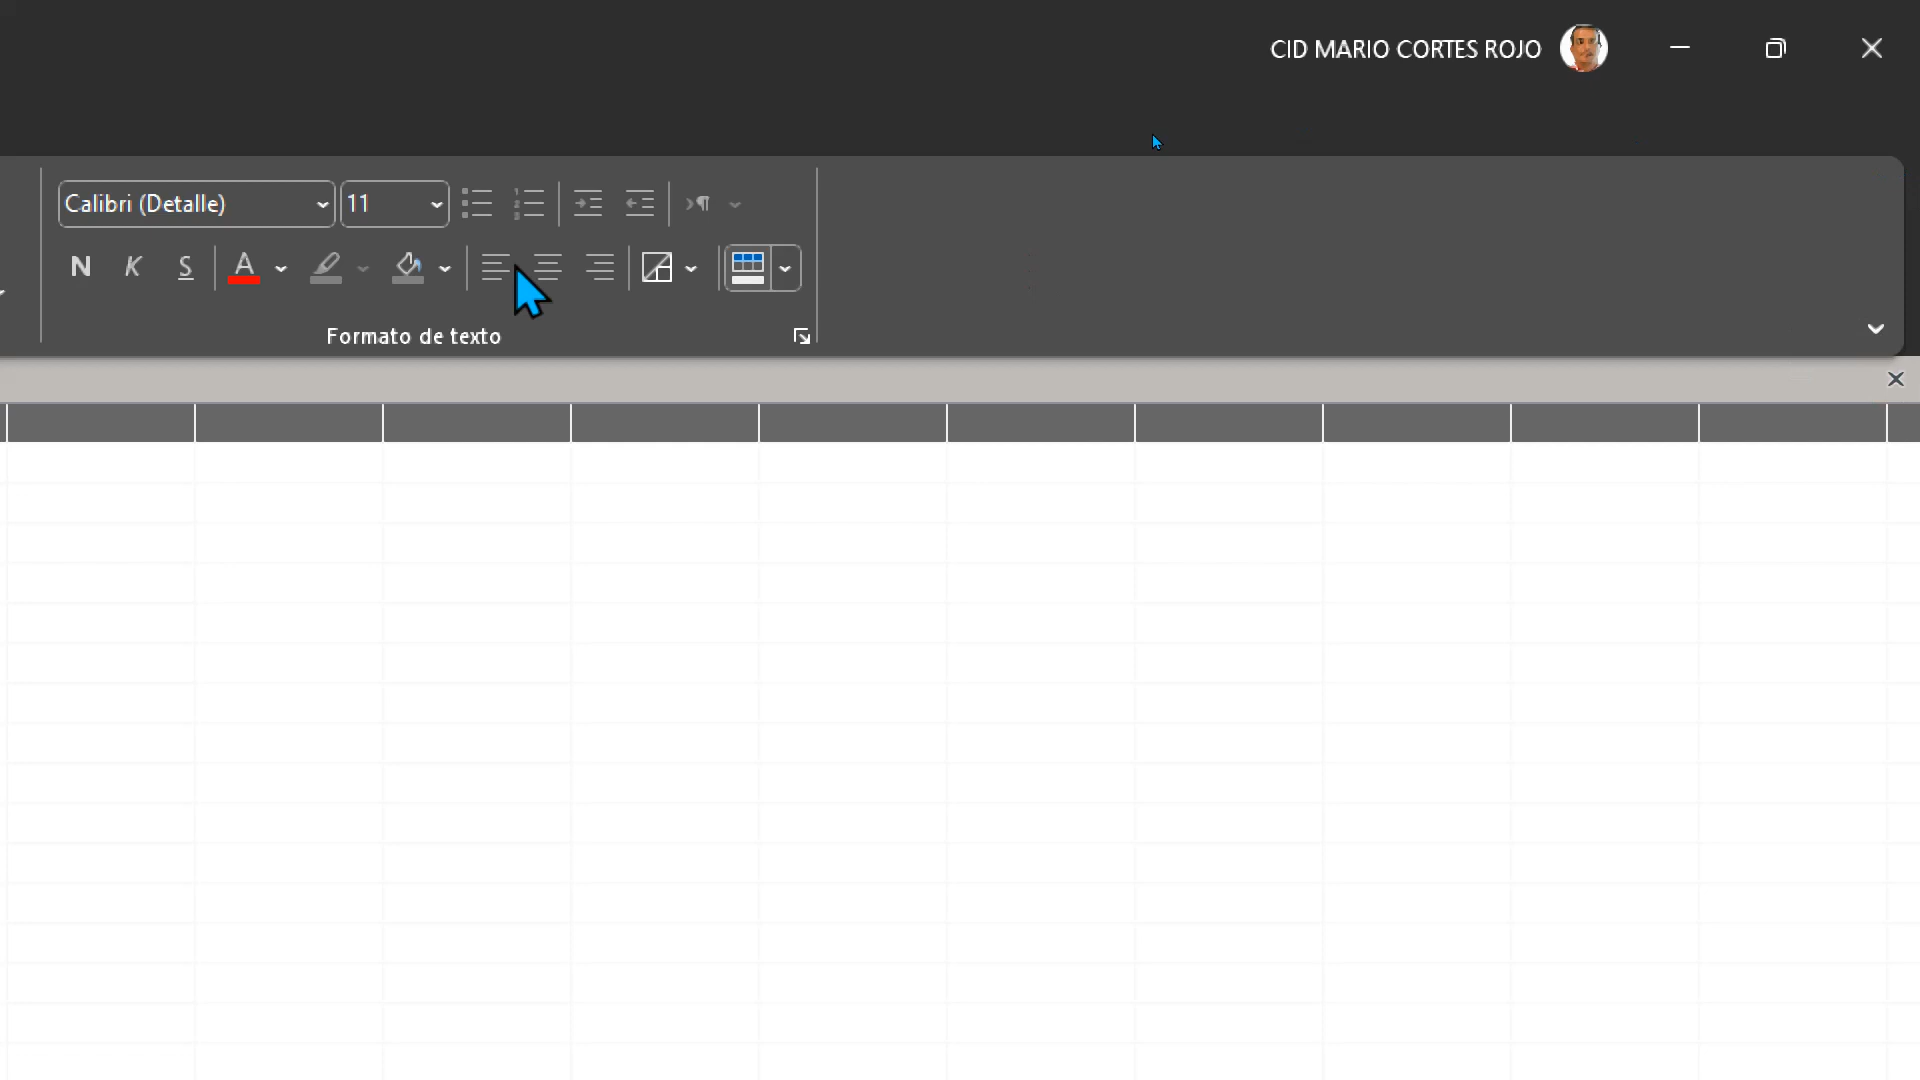 CID MARIO CORTES ROJO
Calibri (Detalle) 11
N K S A
Formato de texto